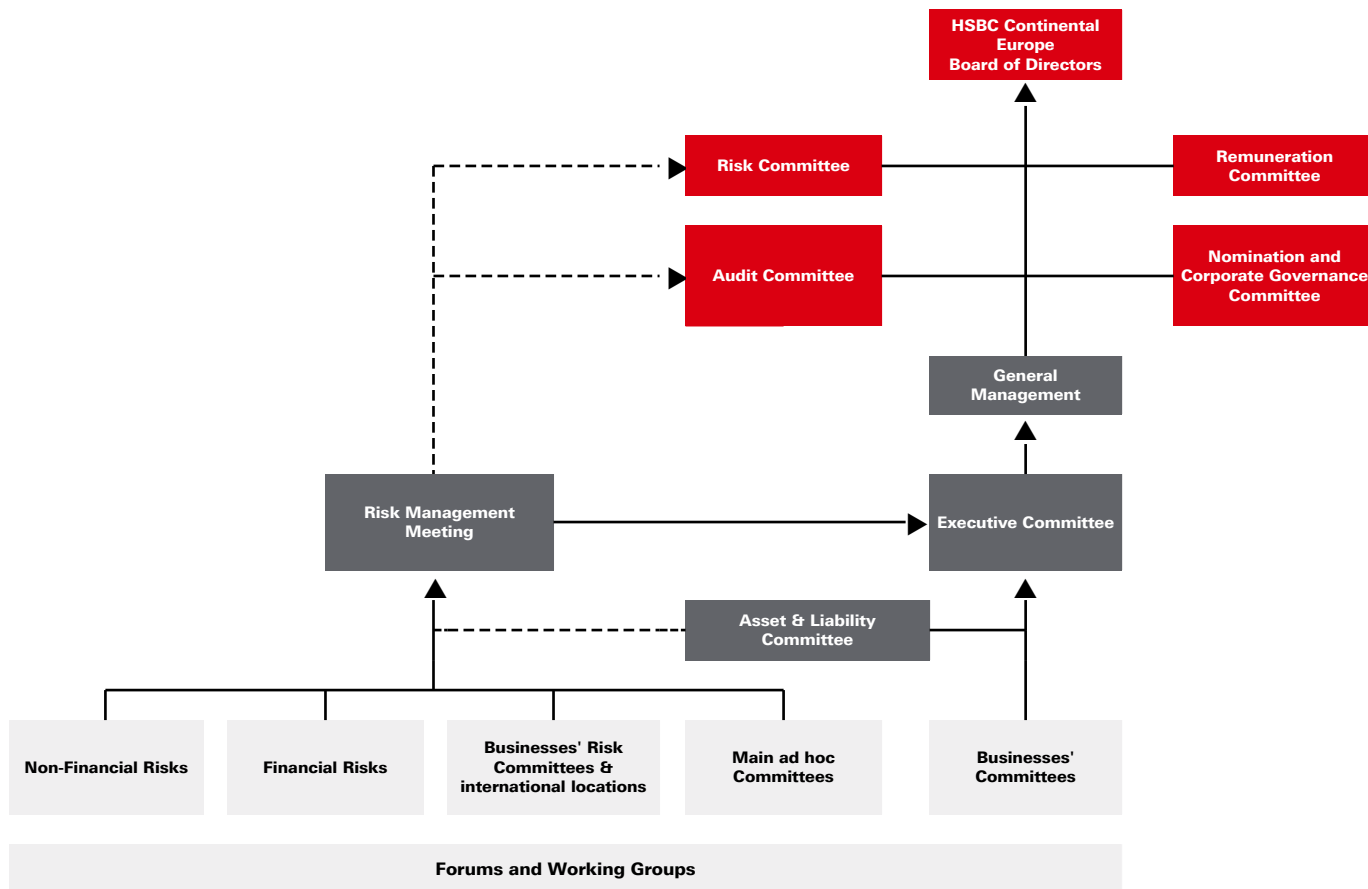 HSBC Continental
Europe
Board of Directors
Risk Committee
Remuneration
Committee
Audit Committee
Nomination and
Corporate Governance
Committee
General
Management
Risk Management
Meeting
Executive Committee
Asset & Liability
Committee
Non-Financial Risks
Financial Risks
Businesses' Risk
Committees &
international locations
Main ad hoc
Committees
Businesses'
Committees
Forums and Working Groups